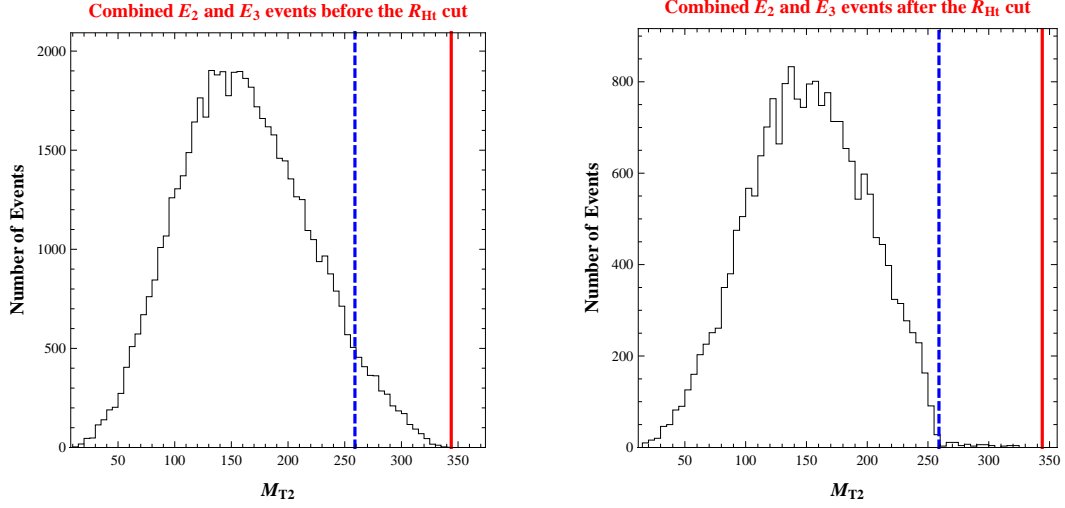 Combined E2 and E3 events before the RHt cut
2000
1500
1000
500
0
Number of Events
50 100 150 200 250 300 350
MT2
Combined E2 and E3 events after the RHt cut
800
600
400
200
0
Number of Events
50 100 150 200 250 300 350
MT2